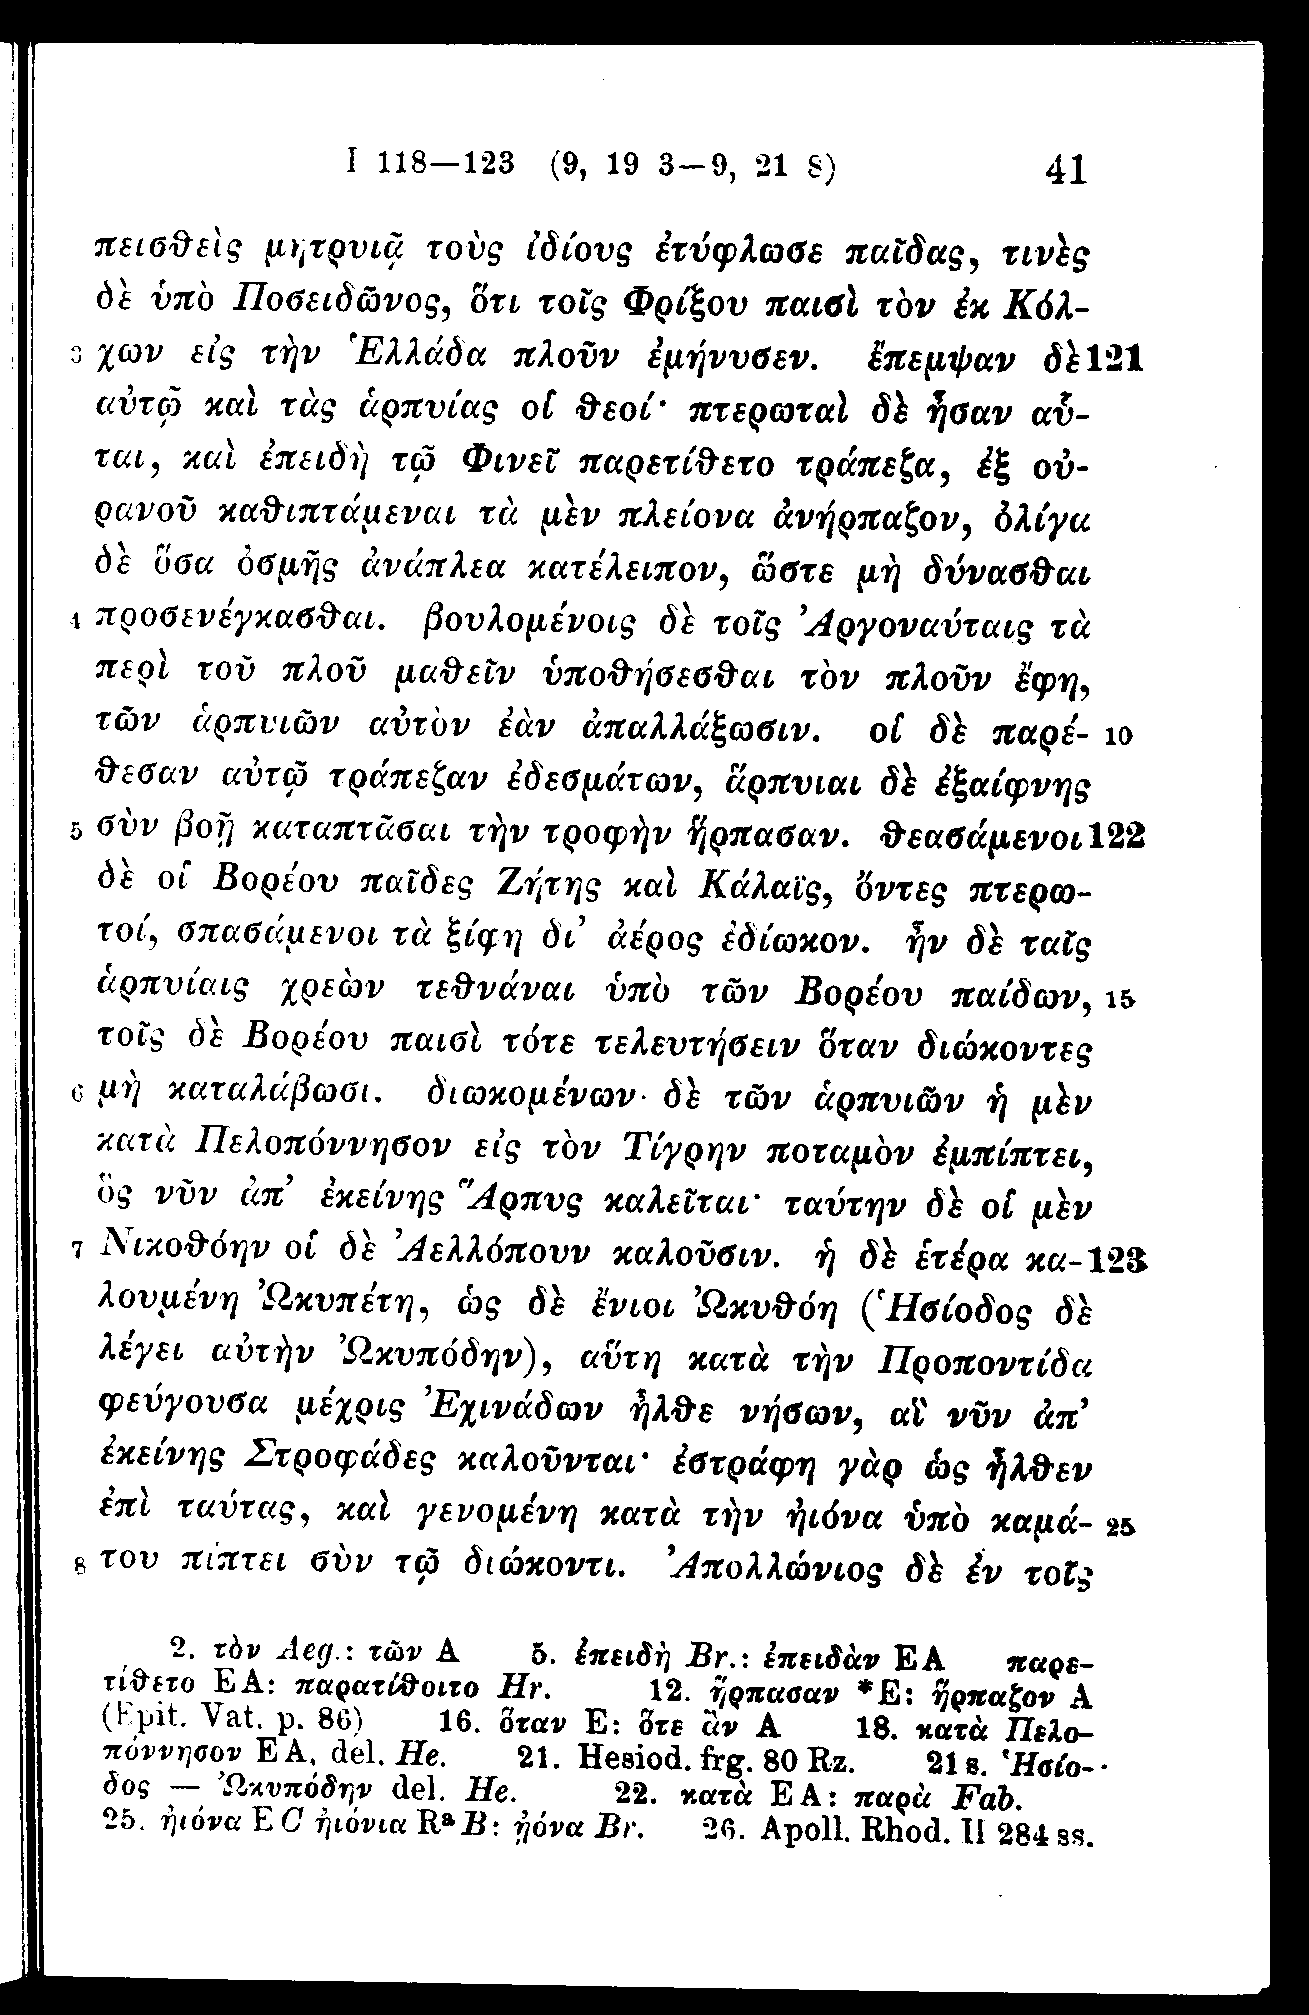 I 118—123 (9, 19 3—9, 21 8) 41
πεισθεὶς μητρυιᾷ τοὺς ἰδίους ἐτύφλωσε παῖδας, τινὲς
δὲ ὑπὸ Ποσειδῶνος, ὅτι τοῖς Φρίξου παισὶ τὸν ἐκ Κόλ-
3 χων εἰς τὴν Ἑλλάδα πλοῦν ἐμήνυσεν. ἔπεμψαν δὲ 121
αὐτῷ καὶ τὰς ἁρπυίας οἱ θεοί· πτερωταὶ δὲ ἦσαν αὗ-
ται, καὶ ἐπειδὴ τῷ Φινεῖ παρετίθετο τράπεζα, ἐξ οὐ-
ρανοῦ καθιπτάμεναι τὰ μὲν πλείονα ἀνήρπαζον, ὀλίγα
δὲ ὅσα ὀσμῆς ἀνάπλεα κατέλειπον, ὥστε μὴ δύνασθαι
4 προσενέγκασθαι. βουλομένοις δὲ τοῖς Ἀργοναύταις τὰ
περὶ τοῦ πλοῦ μαθεῖν ὑποθήσεσθαι τὸν πλοῦν ἔφη,
τῶν ἁρπυιῶν αὐτὸν ἐὰν ἀπαλλάξωσιν. οἱ δὲ παρέ- 10
θεσαν αὐτῷ τράπεζαν ἐδεσμάτων, ἅρπυιαι δὲ ἐξαίφνης
5 σὺν βοῇ καταπτᾶσαι τὴν τροφὴν ἥρπασαν. θεασάμενοι 122
δὲ οἱ Βορέου παῖδες Ζήτης καὶ Κάλαϊς, ὄντες πτερω-
τοί, σπασάμενοι τὰ ξίφη δι’ ἀέρος ἐδίωκον. ἦν δὲ ταῖς
ἁρπυίαις χρεὼν τεθνάναι ὑπὸ τῶν Βορέου παίδων, 15
τοῖς δὲ Βορέου παισὶ τότε τελευτήσειν ὅταν διώκοντες
6 μὴ καταλάβωσι. διωκομένων δὲ τῶν ἁρπυιῶν ἡ μὲν
κατὰ Πελοπόννησον εἰς τὸν Τίγρην ποταμὸν ἐμπίπτει,
ὃς νῦν ἀπ’ ἐκείνης Ἅρπυς καλεῖται· ταύτην δὲ οἱ μὲν
7 Νικοθόην οἱ δὲ Ἀελλόπουν καλοῦσιν. ἡ δὲ ἑτέρα κα- 123
λουμένη Ὠκυπέτη, ὡς δὲ ἔνιοι Ὠκυθόη (Ἡσίοδος δὲ
λέγει αὐτὴν Ὠκυπόδην), αὕτη κατὰ τὴν Προποντίδα
φεύγουσα μέχρις Ἐχινάδων ἦλθε νήσων, αἳ νῦν ἀπ’
ἐκείνης Στροφάδες καλοῦνται· ἐστράφη γὰρ ὡς ἦλθεν
ἐπὶ ταύτας, καὶ γενομένη κατὰ τὴν ἠιόνα ὑπὸ καμά- 25
8 του πίπτει σὺν τῷ διώκοντι. Ἀπολλώνιος δὲ ἐν τοῖς
2. τὸν Aeg.: τῶν A 5. ἐπειδὴ Br.: ἐπειδὰν EA παρε-
τίθετο EA: παρατίθοιτο Hr. 12. ἥρπασαν *E: ἥρπαζον A
(Epit. Vat. p. 86) 16. ὅταν E: ὅτε ἂν A 18. κατὰ Πελο-
πόννησον EA, del. He. 21. Hesiod. frg. 80 Rz. 21 s. Ἡσίο-
δος — Ὠκυπόδην del. He. 22. κατὰ EA: παρὰ Fab.
25. ἠιόνα E C ἠιόνια RᵃB: ᾐόνα Br. 26. Apoll. Rhod. II 284 ss.